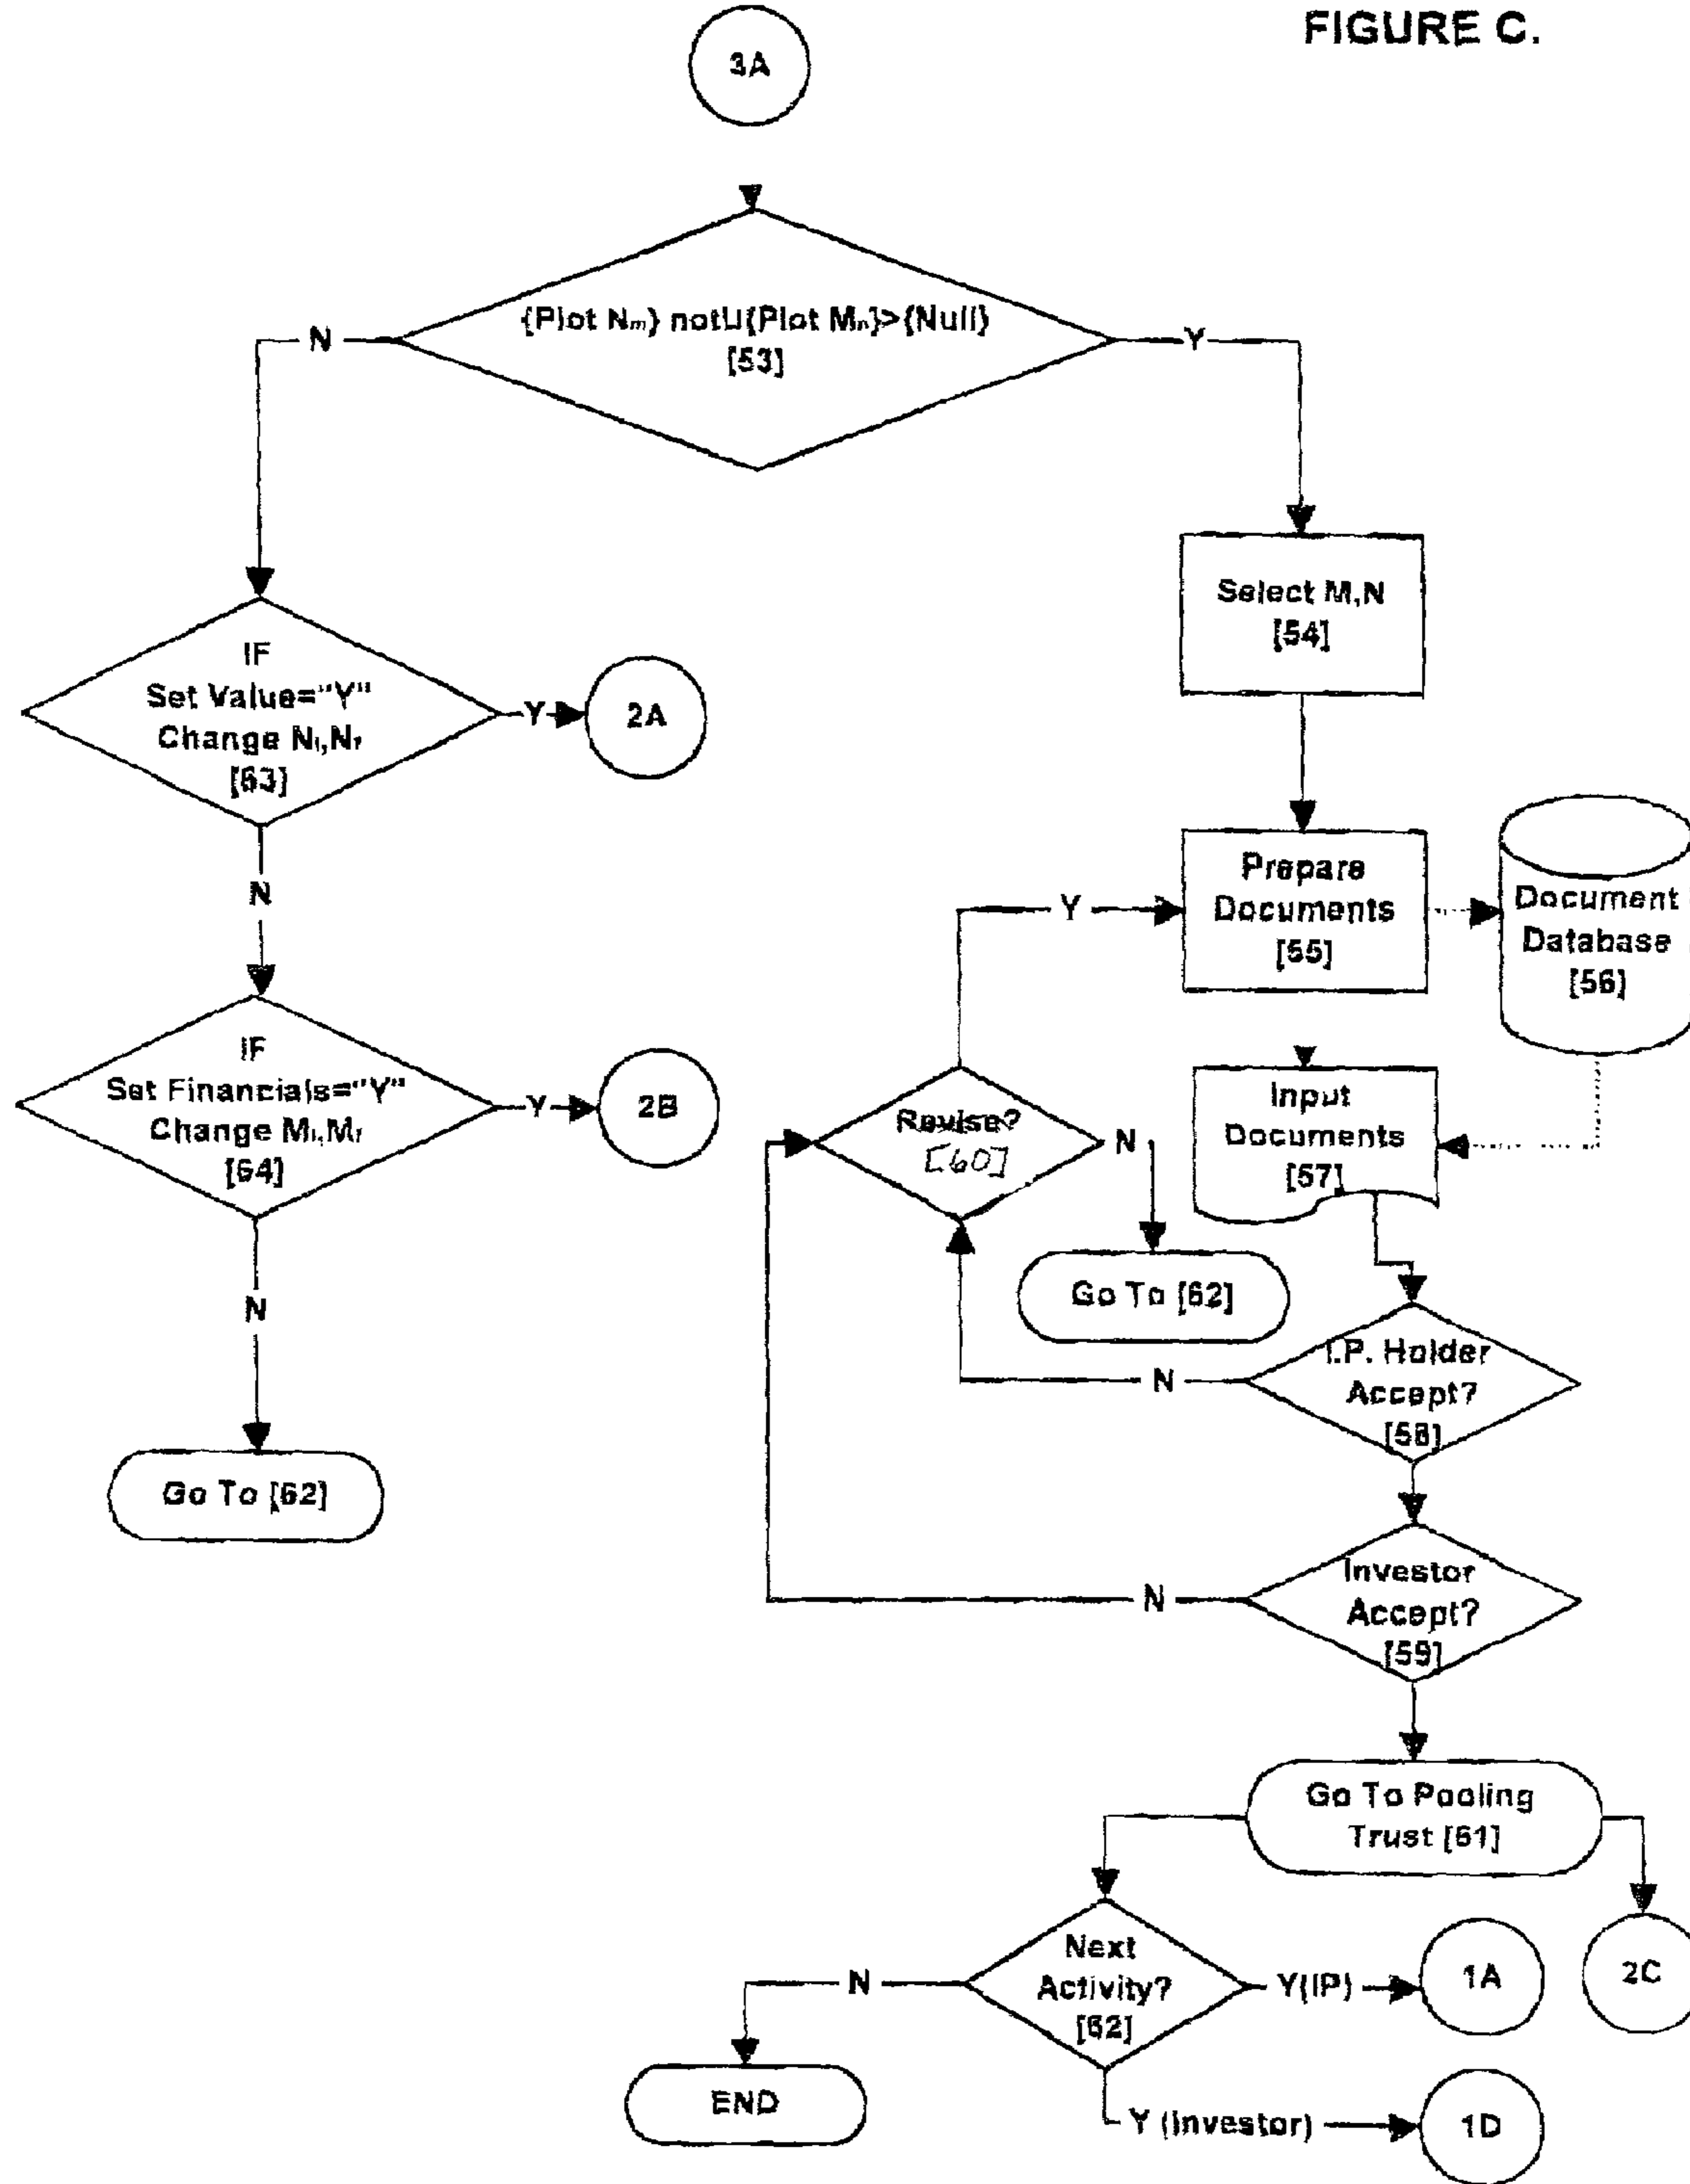 FIGURE C.
3A
{Plot Nm} notU{Plot Mn}>{Null}
[53]
N
Y
Select M,N
[54]
IF
Set Value="Y"
Change Ni,Nr
[63]
Y
2A
N
Prepare
Documents
[55]
Document
Database
[56]
Y
IF
Set Financials="Y"
Change Mi,Mr
[64]
Y
2B
Revise?
[60]
N
Input
Documents
[57]
N
Go To [62]
I.P. Holder
Accept?
[58]
N
Go To [62]
Investor
Accept?
[59]
N
Go To Pooling
Trust [61]
Next
Activity?
[62]
N
Y(IP)
1A
2C
END
Y (Investor)
1D